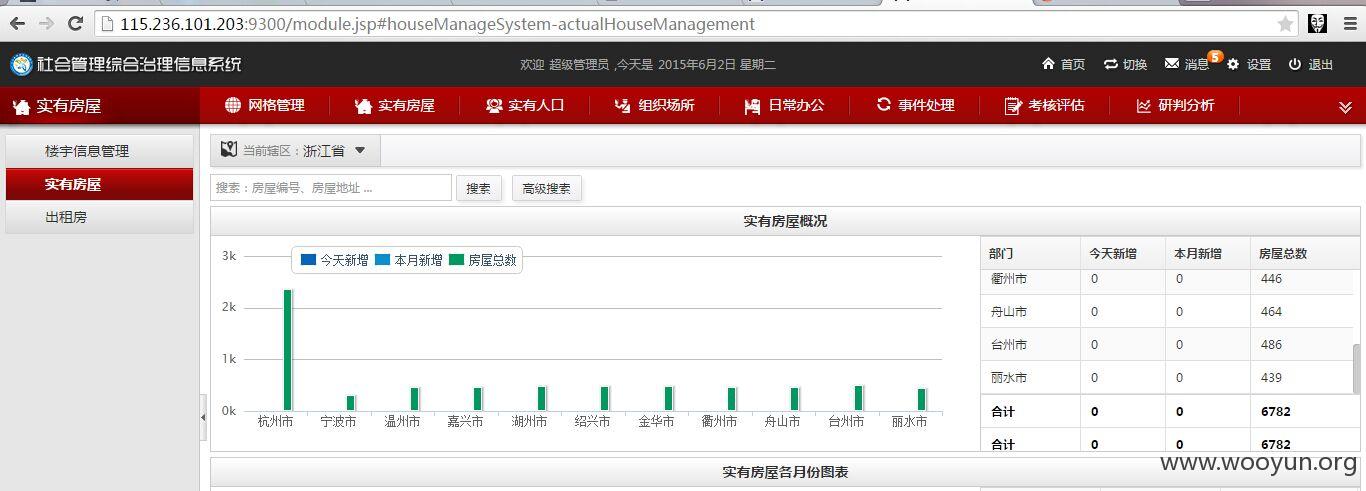 115.236.101.203:9300/module.jsp#houseManageSystem-actualHouseManagement
社会管理综合治理信息系统
欢迎 超级管理员 ,今天是 2015年6月2日 星期二
首页 切换 消息 5 设置 退出
实有房屋 网格管理 实有房屋 实有人口 组织场所 日常办公 事件处理 考核评估 研判分析
楼宇信息管理
实有房屋
出租房
当前辖区：浙江省
搜索：房屋编号、房屋地址 ... 搜索 高级搜索
实有房屋概况
今天新增 本月新增 房屋总数
3k
2k
1k
0k
杭州市 宁波市 温州市 嘉兴市 湖州市 绍兴市 金华市 衢州市 舟山市 台州市 丽水市
部门 今天新增 本月新增 房屋总数
衢州市 0 0 446
舟山市 0 0 464
台州市 0 0 486
丽水市 0 0 439
合计 0 0 6782
合计 0 0 6782
实有房屋各月份图表
www.wooyun.org